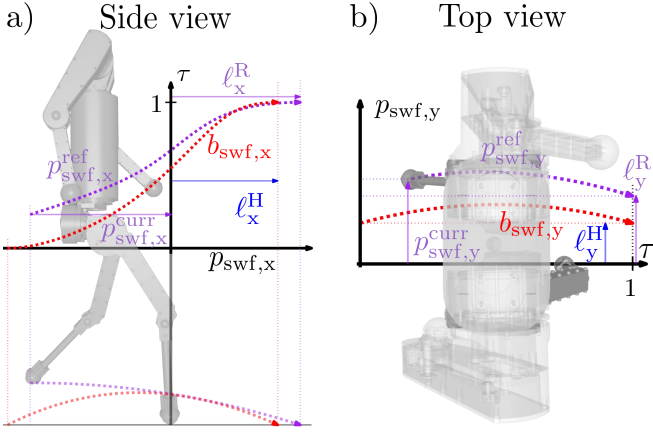 a) Side view
τ
1
ℓ_x^R
b_swf,x
p_swf,x^ref
ℓ_x^H
p_swf,x^curr
p_swf,x
b) Top view
p_swf,y
p_swf,y^ref
ℓ_y^R
b_swf,y
p_swf,y^curr
ℓ_y^H
τ
1